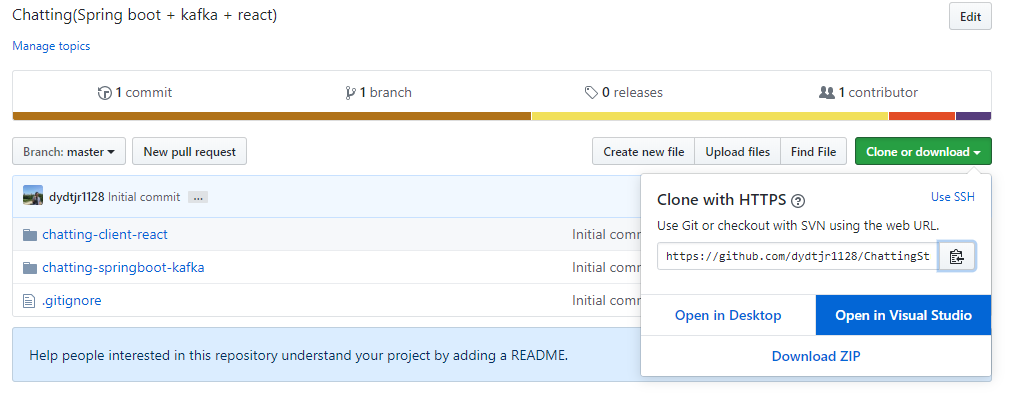 Chatting(Spring boot + kafka + react)
Edit
Manage topics
1 commit
1 branch
0 releases
1 contributor
Branch: master
New pull request
Create new file
Upload files
Find File
Clone or download
dydtjr1128 Initial commit ...
chatting-client-react Initial comm
chatting-springboot-kafka Initial comm
.gitignore Initial comm
Clone with HTTPS
Use SSH
Use Git or checkout with SVN using the web URL.
https://github.com/dydtjr1128/ChattingSt
Open in Desktop
Open in Visual Studio
Download ZIP
Help people interested in this repository understand your project by adding a README.